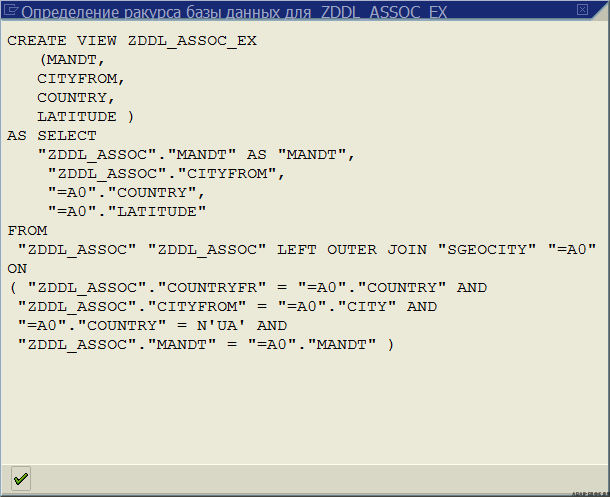 Определение ракурса базы данных для ZDDL_ASSOC_EX
CREATE VIEW ZDDL_ASSOC_EX
(MANDT,
CITYFROM,
COUNTRY,
LATITUDE )
AS SELECT
"ZDDL_ASSOC"."MANDT" AS "MANDT",
"ZDDL_ASSOC"."CITYFROM",
"=A0"."COUNTRY",
"=A0"."LATITUDE"
FROM
"ZDDL_ASSOC" "ZDDL_ASSOC" LEFT OUTER JOIN "SGEOCITY" "=A0"
ON
( "ZDDL_ASSOC"."COUNTRYFR" = "=A0"."COUNTRY" AND
"ZDDL_ASSOC"."CITYFROM" = "=A0"."CITY" AND
"=A0"."COUNTRY" = N'UA' AND
"ZDDL_ASSOC"."MANDT" = "=A0"."MANDT" )